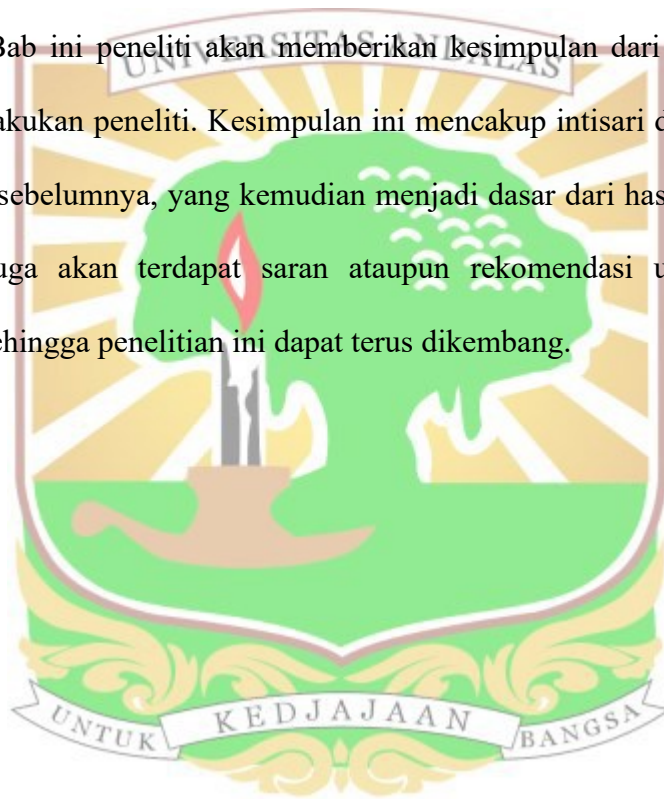 UNIVERSITAS ANDALAS
Bab ini peneliti akan memberikan kesimpulan dari
akukan peneliti. Kesimpulan ini mencakup intisari d
sebelumnya, yang kemudian menjadi dasar dari has
uga akan terdapat saran ataupun rekomendasi u
ehingga penelitian ini dapat terus dikembang.
UNTUK KEDJAJAAN BANGSA